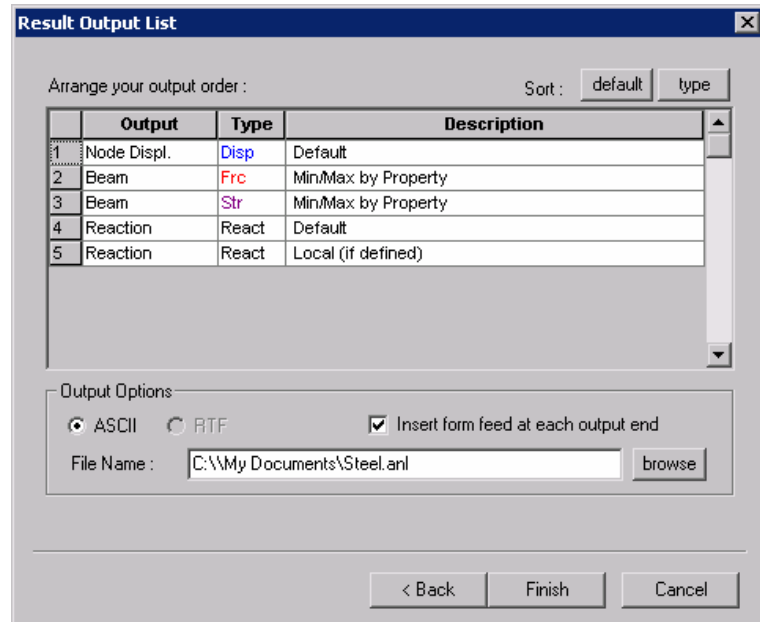 Result Output List
Arrange your output order : Sort : default type
Output Type Description
1 Node Displ. Disp Default
2 Beam Frc Min/Max by Property
3 Beam Str Min/Max by Property
4 Reaction React Default
5 Reaction React Local (if defined)
Output Options
ASCII RTF Insert form feed at each output end
File Name : C:\\My Documents\Steel.anl browse
< Back Finish Cancel